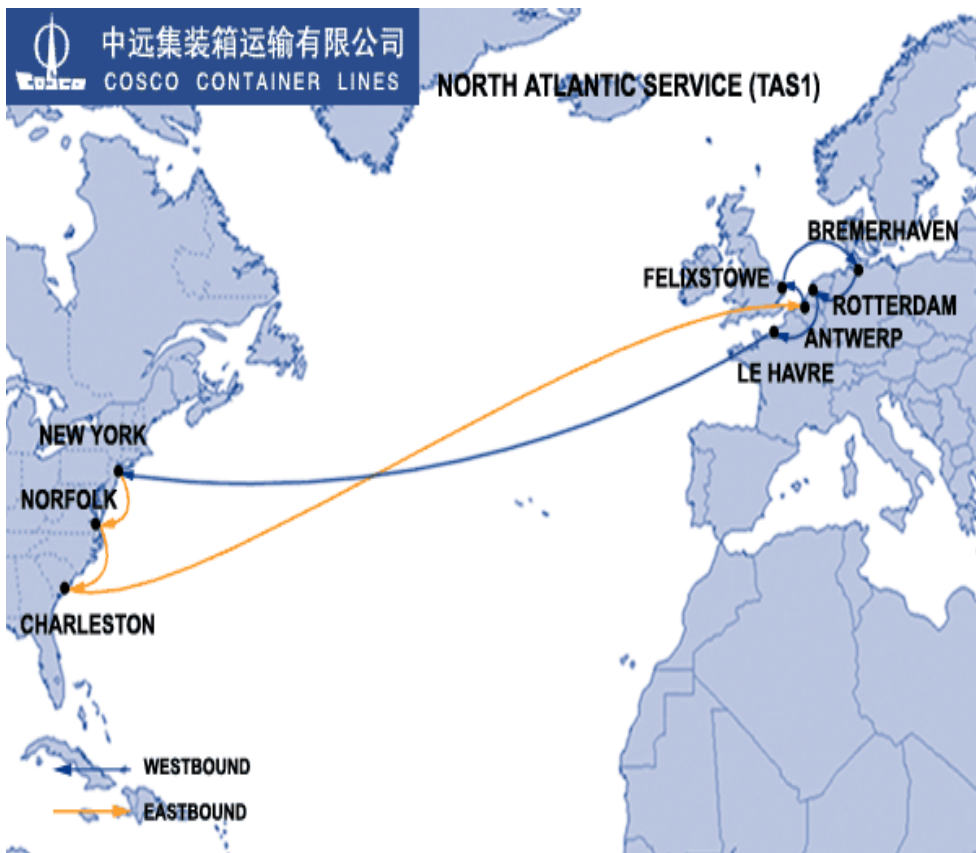 中远集装箱运输有限公司
COSCO
COSCO CONTAINER LINES
NORTH ATLANTIC SERVICE (TAS1)
BREMERHAVEN
FELIXSTOWE
ROTTERDAM
ANTWERP
LE HAVRE
NEW YORK
NORFOLK
CHARLESTON
WESTBOUND
EASTBOUND